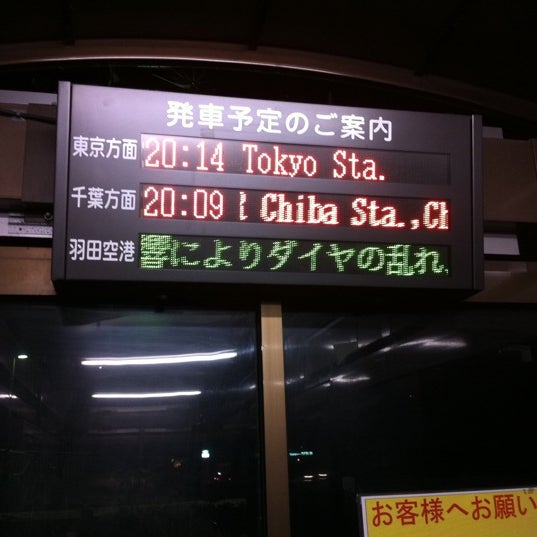 発車予定のご案内
東京方面 20:14 Tokyo Sta.
千葉方面 20:09 Chiba Sta.,Ch
羽田空港 響によりダイヤの乱れ
お客様へお願い